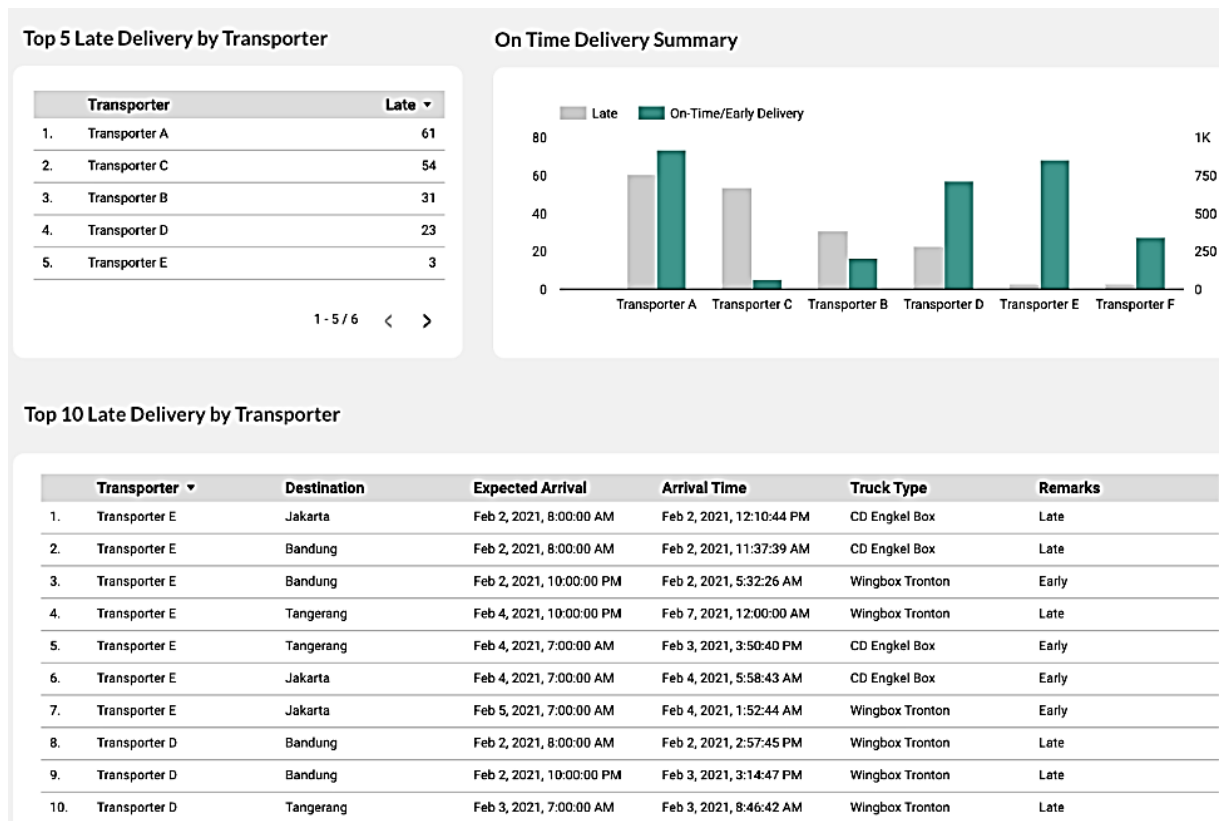 Top 5 Late Delivery by Transporter
Transporter Late
1. Transporter A 61
2. Transporter C 54
3. Transporter B 31
4. Transporter D 23
5. Transporter E 3
1 - 5 / 6
On Time Delivery Summary
Late On-Time/Early Delivery
80 1K
60 750
40 500
20 250
0 0
Transporter A Transporter C Transporter B Transporter D Transporter E Transporter F
Top 10 Late Delivery by Transporter
Transporter Destination Expected Arrival Arrival Time Truck Type Remarks
1. Transporter E Jakarta Feb 2, 2021, 8:00:00 AM Feb 2, 2021, 12:10:44 PM CD Engkel Box Late
2. Transporter E Bandung Feb 2, 2021, 8:00:00 AM Feb 2, 2021, 11:37:39 AM CD Engkel Box Late
3. Transporter E Bandung Feb 2, 2021, 10:00:00 PM Feb 2, 2021, 5:32:26 AM Wingbox Tronton Early
4. Transporter E Tangerang Feb 4, 2021, 10:00:00 PM Feb 7, 2021, 12:00:00 AM Wingbox Tronton Late
5. Transporter E Tangerang Feb 4, 2021, 7:00:00 AM Feb 3, 2021, 3:50:40 PM CD Engkel Box Early
6. Transporter E Jakarta Feb 4, 2021, 7:00:00 AM Feb 4, 2021, 5:58:43 AM CD Engkel Box Early
7. Transporter E Jakarta Feb 5, 2021, 7:00:00 AM Feb 4, 2021, 1:52:44 AM Wingbox Tronton Early
8. Transporter D Bandung Feb 2, 2021, 8:00:00 AM Feb 2, 2021, 2:57:45 PM Wingbox Tronton Late
9. Transporter D Bandung Feb 2, 2021, 10:00:00 PM Feb 3, 2021, 3:14:47 PM Wingbox Tronton Late
10. Transporter D Tangerang Feb 3, 2021, 7:00:00 AM Feb 3, 2021, 8:46:42 AM Wingbox Tronton Late